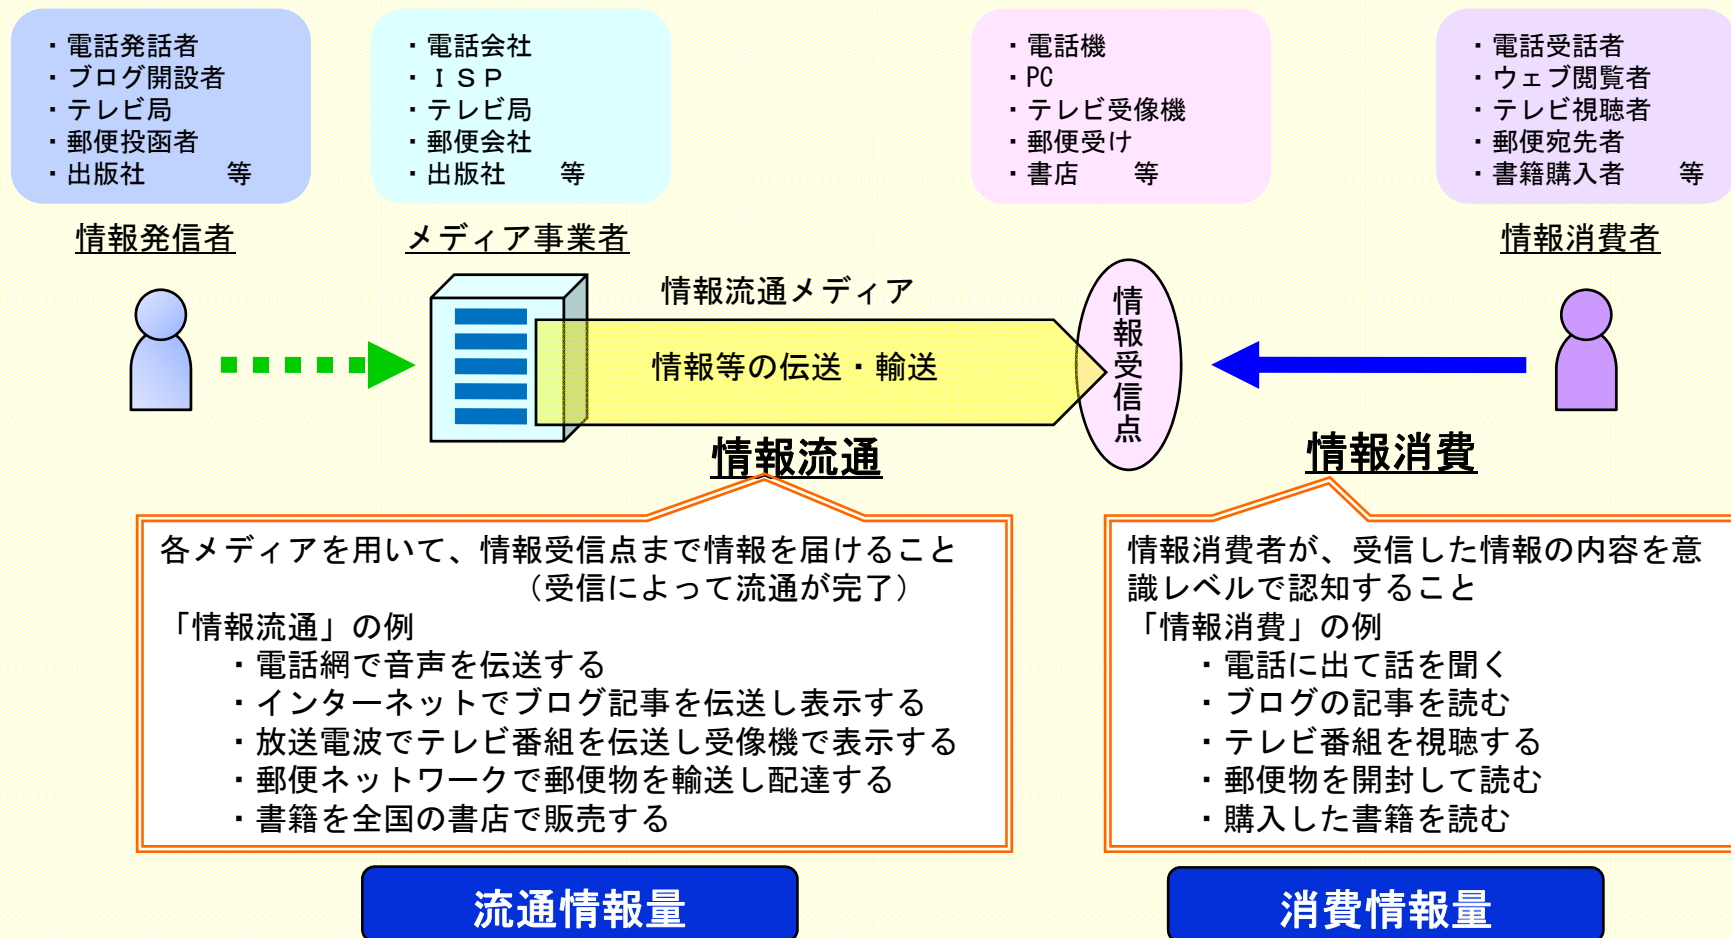 ・電話発話者
・ブログ開設者
・テレビ局
・郵便投函者
・出版社　　　等
・電話会社
・ＩＳＰ
・テレビ局
・郵便会社
・出版社　　等
・電話機
・PC
・テレビ受像機
・郵便受け
・書店　　等
・電話受話者
・ウェブ閲覧者
・テレビ視聴者
・郵便宛先者
・書籍購入者　　等
情報発信者
メディア事業者
情報消費者
情報流通メディア
情報等の伝送・輸送
情報受信点
情報流通
情報消費
各メディアを用いて、情報受信点まで情報を届けること
（受信によって流通が完了）
「情報流通」の例
・電話網で音声を伝送する
・インターネットでブログ記事を伝送し表示する
・放送電波でテレビ番組を伝送し受像機で表示する
・郵便ネットワークで郵便物を輸送し配達する
・書籍を全国の書店で販売する
情報消費者が、受信した情報の内容を意
識レベルで認知すること
「情報消費」の例
・電話に出て話を聞く
・ブログの記事を読む
・テレビ番組を視聴する
・郵便物を開封して読む
・購入した書籍を読む
流通情報量
消費情報量